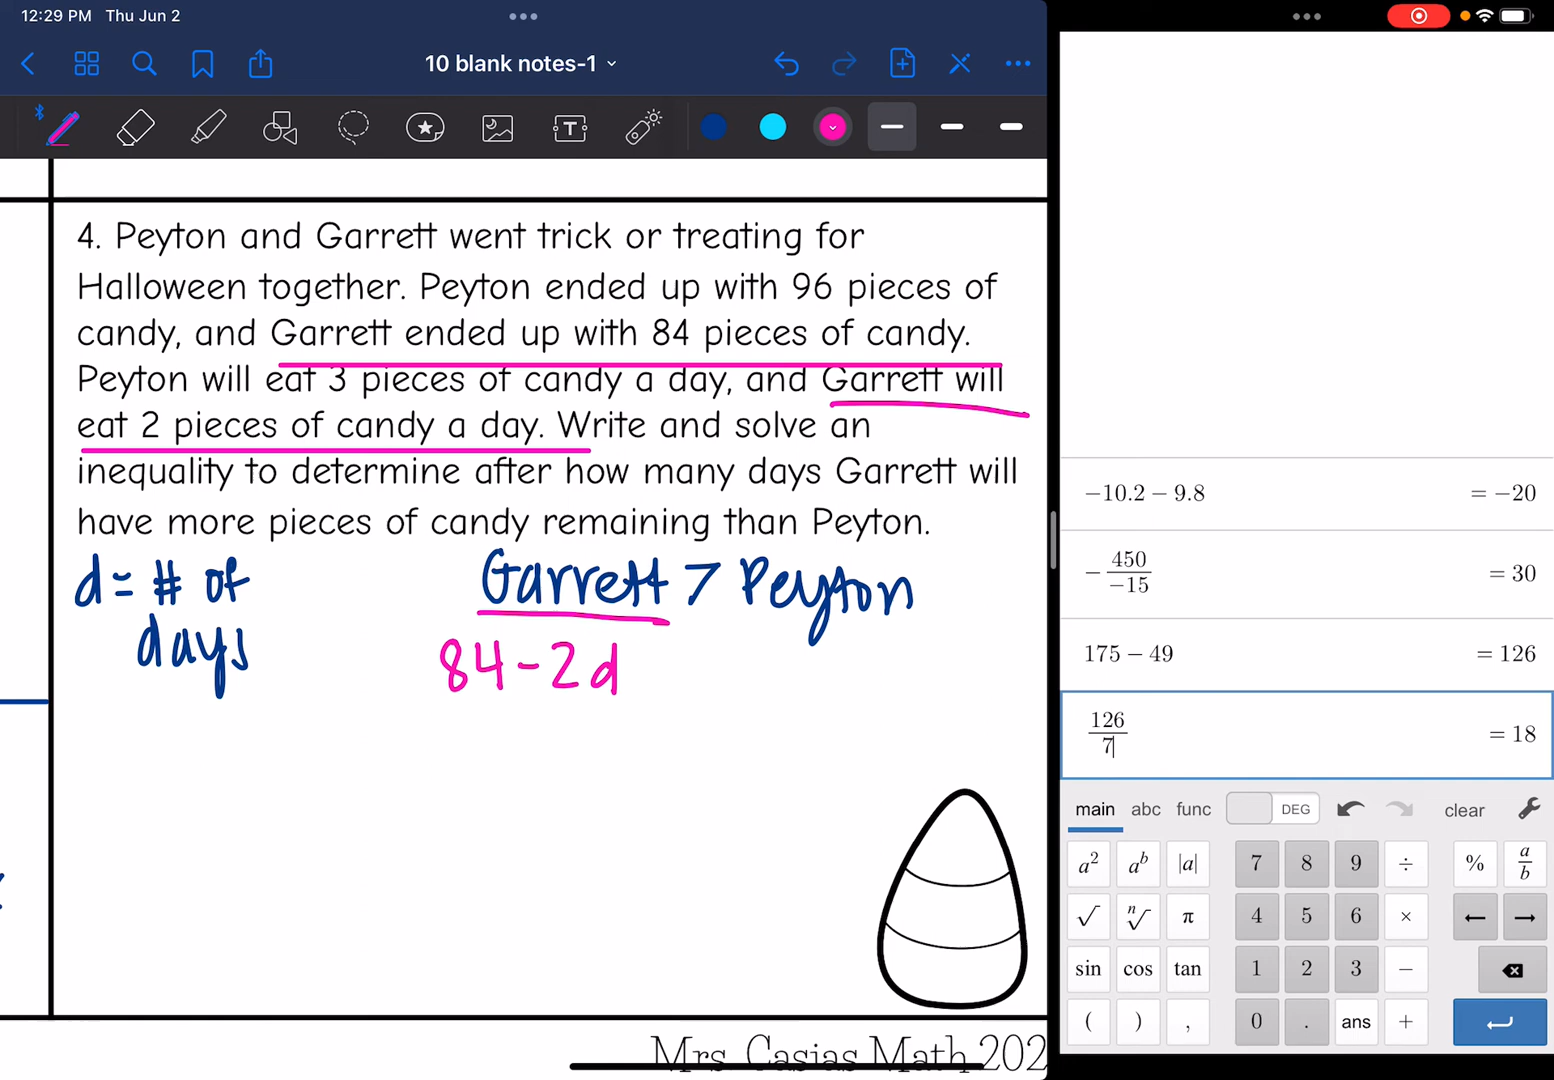 12:29 PM Thu Jun 2
10 blank notes-1
4. Peyton and Garrett went trick or treating for
Halloween together. Peyton ended up with 96 pieces of
candy, and Garrett ended up with 84 pieces of candy.
Peyton will eat 3 pieces of candy a day, and Garrett will
eat 2 pieces of candy a day. Write and solve an
inequality to determine after how many days Garrett will
have more pieces of candy remaining than Peyton.
d = # of
days
Garrett > Peyton
84-2d
Mrs. Casias Math 202
−10.2 − 9.8 = −20
−450/−15 = 30
175 − 49 = 126
126/7 = 18
main abc func DEG clear
a² aᵇ |a| 7 8 9 ÷ % a/b
√ ⁿ√ π 4 5 6 × ← →
sin cos tan 1 2 3 −
( ) , 0 . ans +